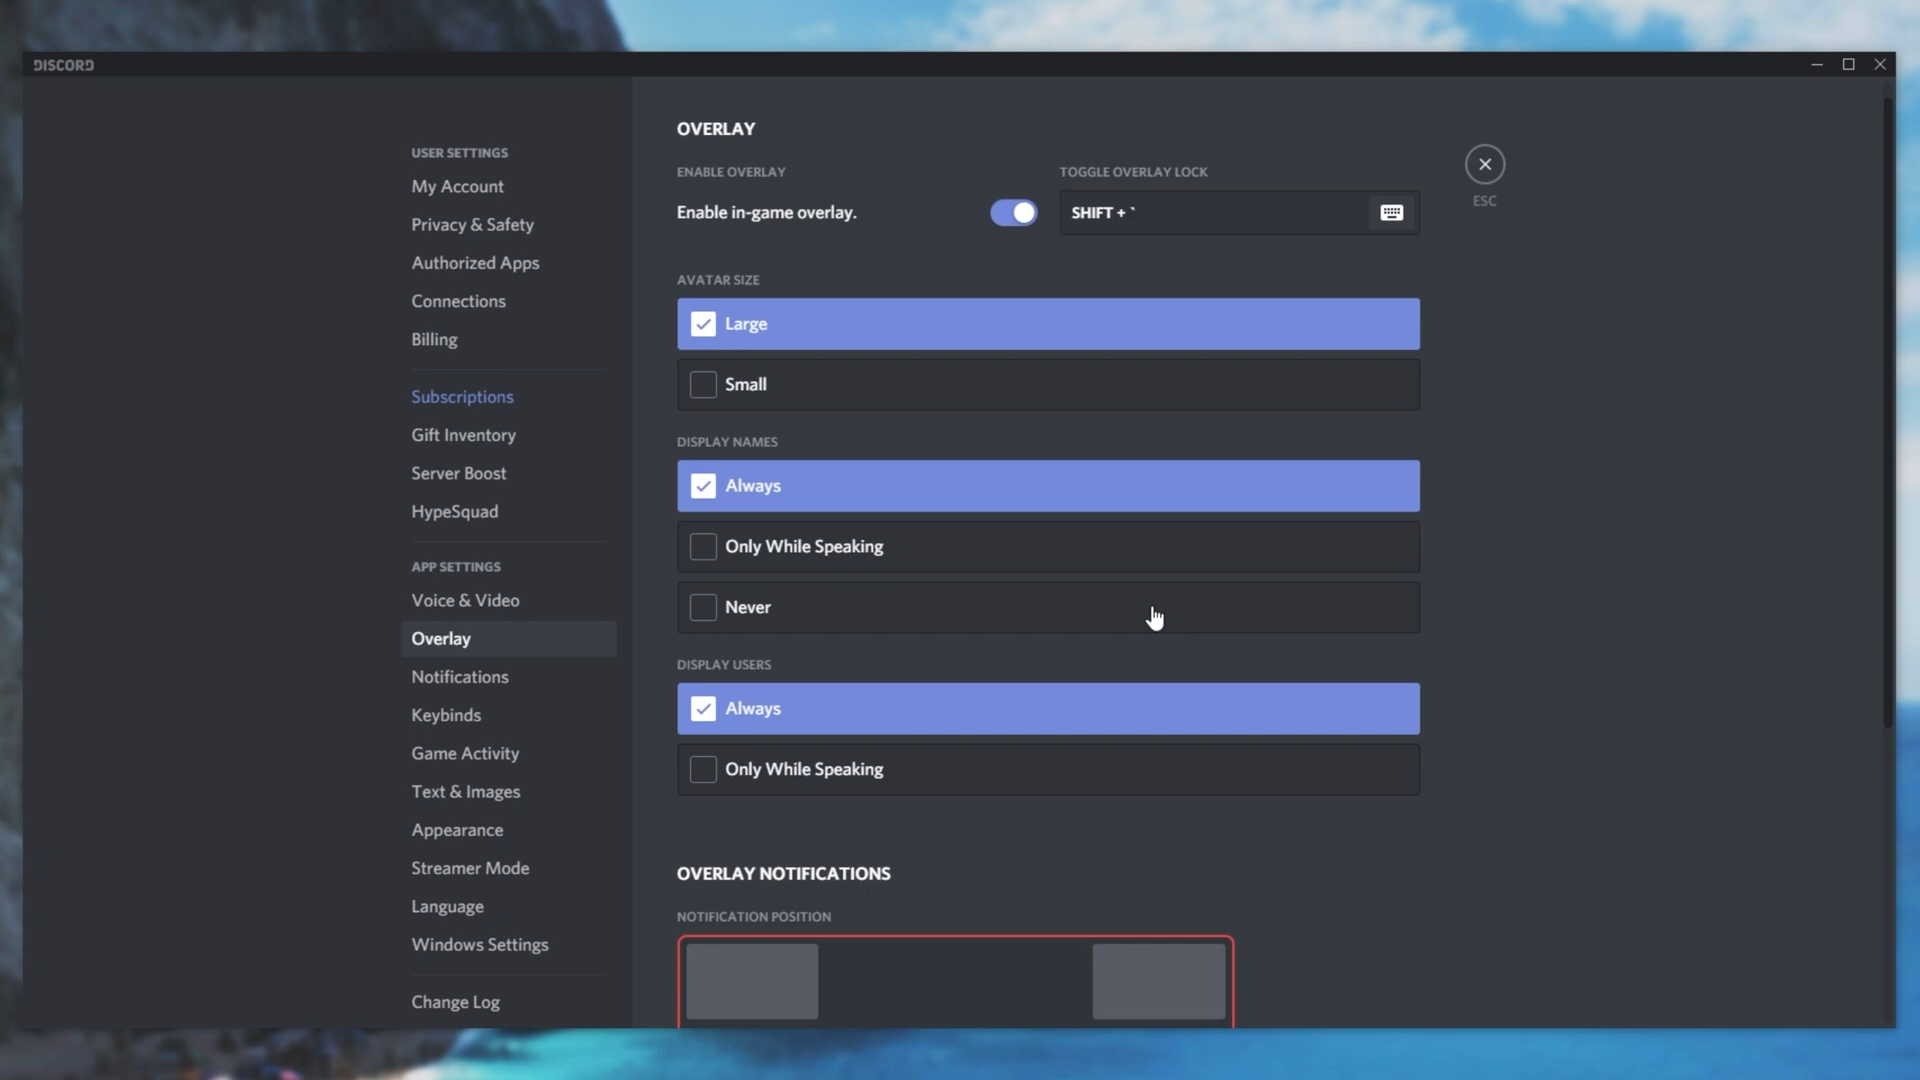 DISCORD
USER SETTINGS
My Account
Privacy & Safety
Authorized Apps
Connections
Billing
Subscriptions
Gift Inventory
Server Boost
HypeSquad
APP SETTINGS
Voice & Video
Overlay
Notifications
Keybinds
Game Activity
Text & Images
Appearance
Streamer Mode
Language
Windows Settings
Change Log
OVERLAY
ENABLE OVERLAY
Enable in-game overlay.
TOGGLE OVERLAY LOCK
SHIFT + `
ESC
AVATAR SIZE
Large
Small
DISPLAY NAMES
Always
Only While Speaking
Never
DISPLAY USERS
Always
Only While Speaking
OVERLAY NOTIFICATIONS
NOTIFICATION POSITION